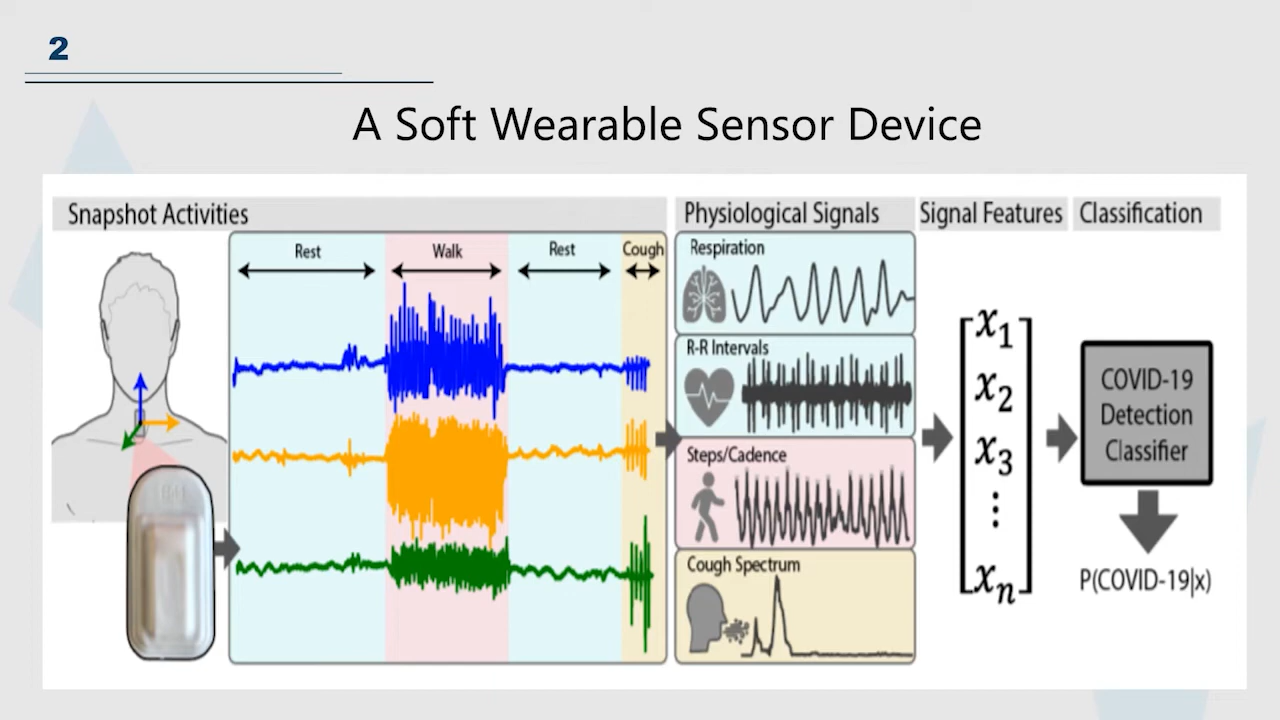 2
A Soft Wearable Sensor Device
Snapshot Activities
Physiological Signals
Signal Features
Classification
Rest
Walk
Rest
Cough
Respiration
R-R Intervals
Steps/Cadence
Cough Spectrum
x1
x2
x3
⋮
xn
COVID-19
Detection
Classifier
P(COVID-19|x)